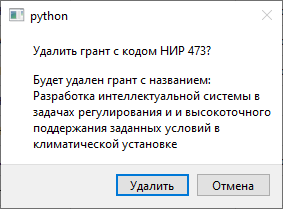 python
Удалить грант с кодом НИР 473?
Будет удален грант с названием:
Разработка интеллектуальной системы в
задачах регулирования и и высокоточного
поддержания заданных условий в
климатической установке
Удалить
Отмена